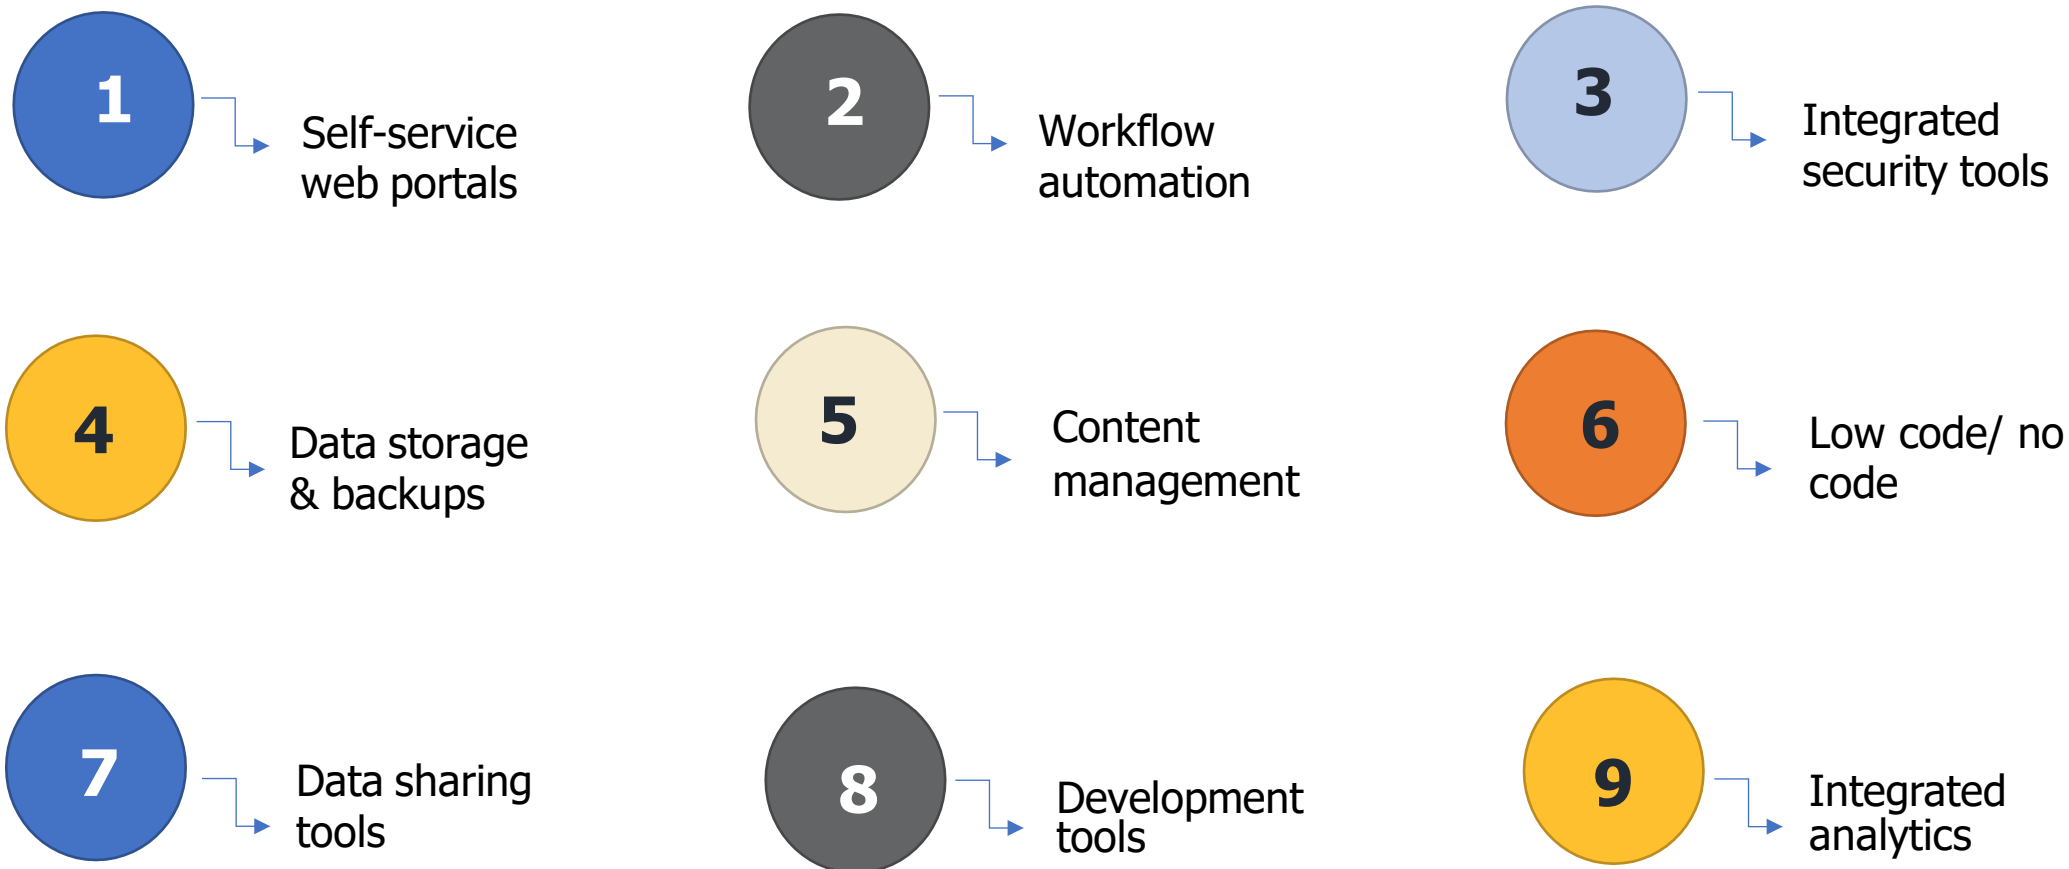 1
Self-service
web portals
2
Workflow
automation
3
Integrated
security tools
4
Data storage
& backups
5
Content
management
6
Low code/ no
code
7
Data sharing
tools
8
Development
tools
9
Integrated
analytics